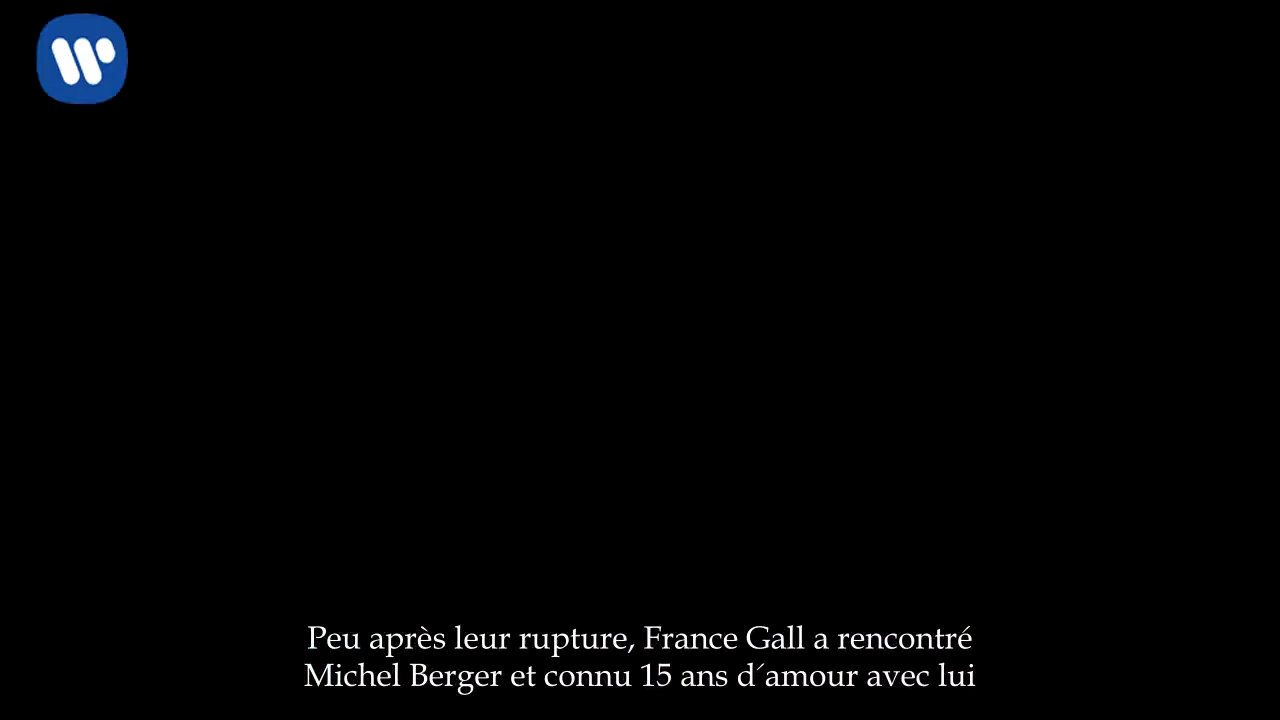 Peu après leur rupture, France Gall a rencontré
Michel Berger et connu 15 ans d´amour avec lui